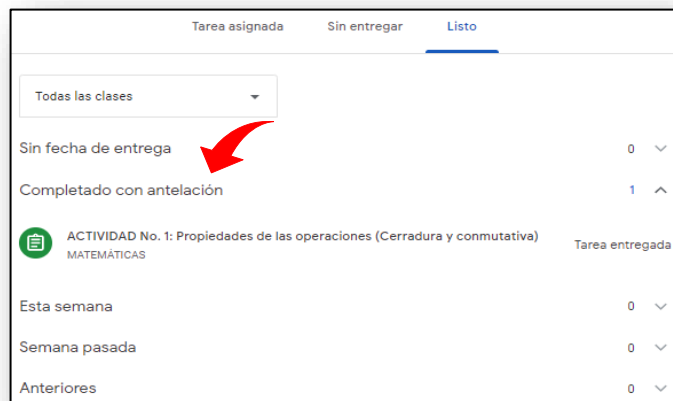 Tarea asignada Sin entregar Listo
Todas las clases
Sin fecha de entrega 0
Completado con antelación 1
ACTIVIDAD No. 1: Propiedades de las operaciones (Cerradura y conmutativa) Tarea entregada
MATEMÁTICAS
Esta semana 0
Semana pasada 0
Anteriores 0